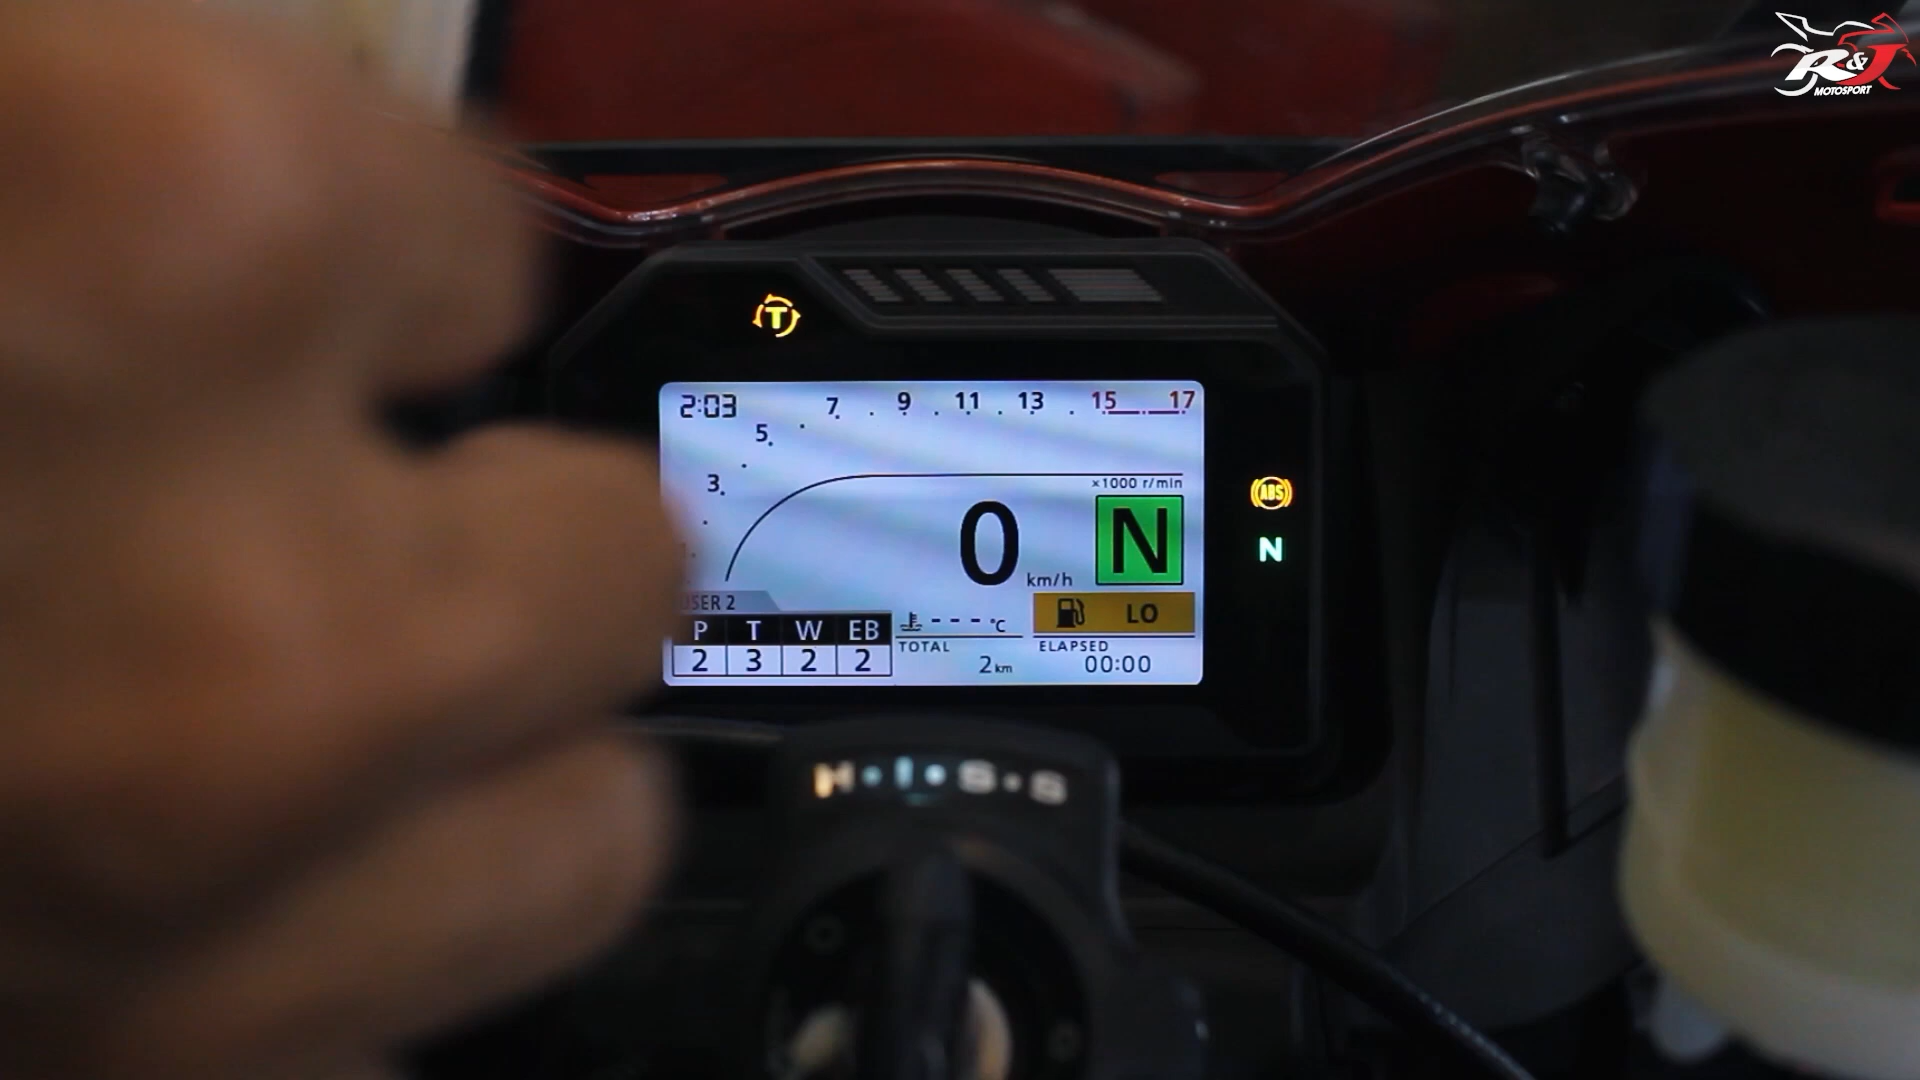 R&J
MOTOSPORT
T
2:03
3 5 7 9 11 13 15 17
×1000 r/min
0 km/h
N
ABS
N
USER 2
P T W EB
2 3 2 2
---°C
LO
TOTAL
2 km
ELAPSED
00:00
H·I·S·S